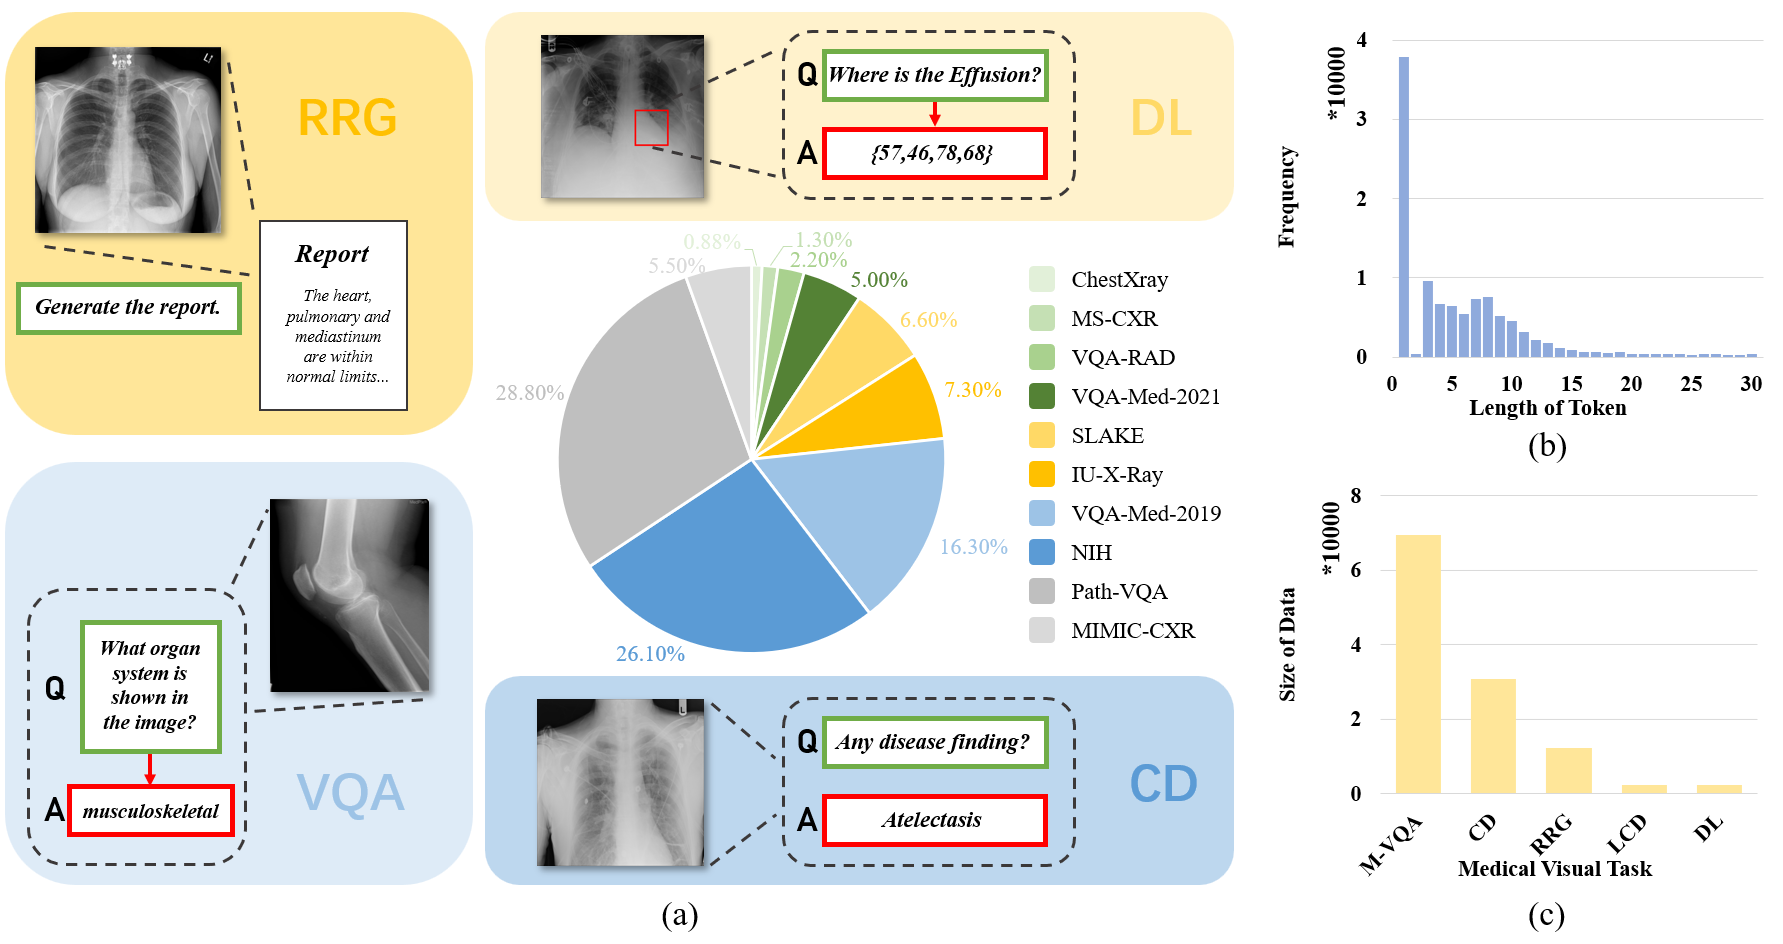 RRG
Generate the report.
Report
The heart,
pulmonary and
mediastinum
are within
normal limits...
DL
Q
Where is the Effusion?
A
{57,46,78,68}
VQA
Q
What organ
system is
shown in
the image?
A
musculoskeletal
CD
Q
Any disease finding?
A
Atelectasis
0.88%
1.30%
2.20%
5.00%
6.60%
7.30%
16.30%
26.10%
28.80%
5.50%
ChestXray
MS-CXR
VQA-RAD
VQA-Med-2021
SLAKE
IU-X-Ray
VQA-Med-2019
NIH
Path-VQA
MIMIC-CXR
(a)
*10000
Frequency
4
3
2
1
0
0 5 10 15 20 25 30
Length of Token
(b)
*10000
Size of Data
8
6
4
2
0
M-VQA CD RRG LCD DL
Medical Visual Task
(c)